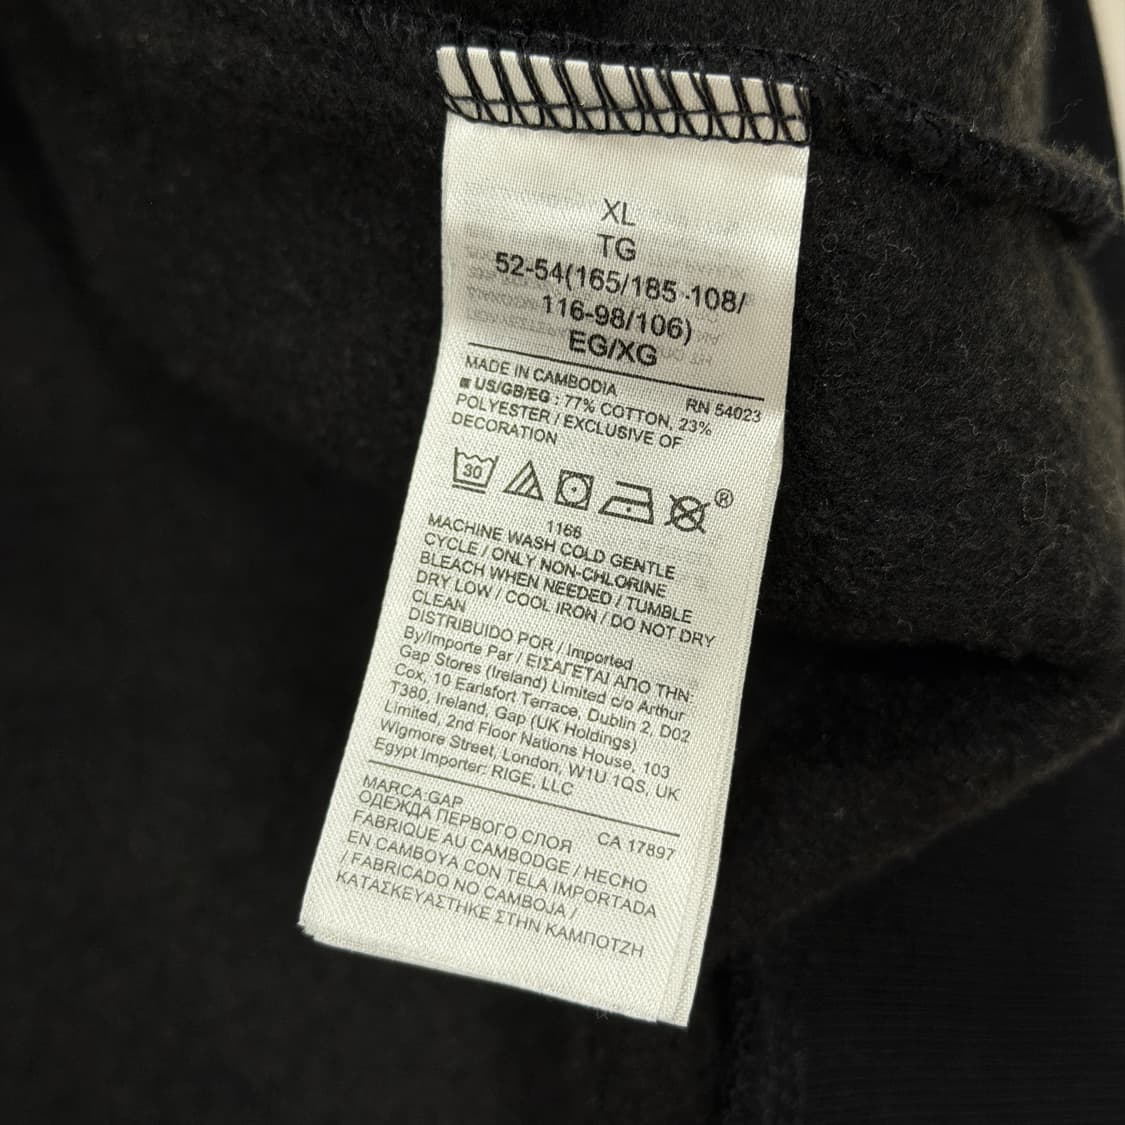 XL
TG
52-54(165/185-108/
116-98/106)
EG/XG
MADE IN CAMBODIA
RN 54023
■ US/GB/EG : 77% COTTON, 23%
POLYESTER / EXCLUSIVE OF
DECORATION
30
®
1166
MACHINE WASH COLD GENTLE
CYCLE / ONLY NON-CHLORINE
BLEACH WHEN NEEDED / TUMBLE
DRY LOW / COOL IRON / DO NOT DRY
CLEAN
DISTRIBUIDO POR / Imported
By/Importe Par / ΕΙΣΑΓΕΤΑΙ ΑΠΟ ΤΗΝ:
Gap Stores (Ireland) Limited c/o Arthur
Cox, 10 Earlsfort Terrace, Dublin 2, D02
T380, Ireland, Gap (UK Holdings)
Limited, 2nd Floor Nations House, 103
Wigmore Street, London, W1U 1QS, UK
Egypt Importer: RIGE, LLC
MARCA:GAP
CA 17897
ОДЕЖДА ПЕРВОГО СЛОЯ
FABRIQUE AU CAMBODGE / HECHO
EN CAMBOYA CON TELA IMPORTADA
/ FABRICADO NO CAMBOJA /
ΚΑΤΑΣΚΕΥΑΣΤΗΚΕ ΣΤΗΝ ΚΑΜΠΟΤΖΗ